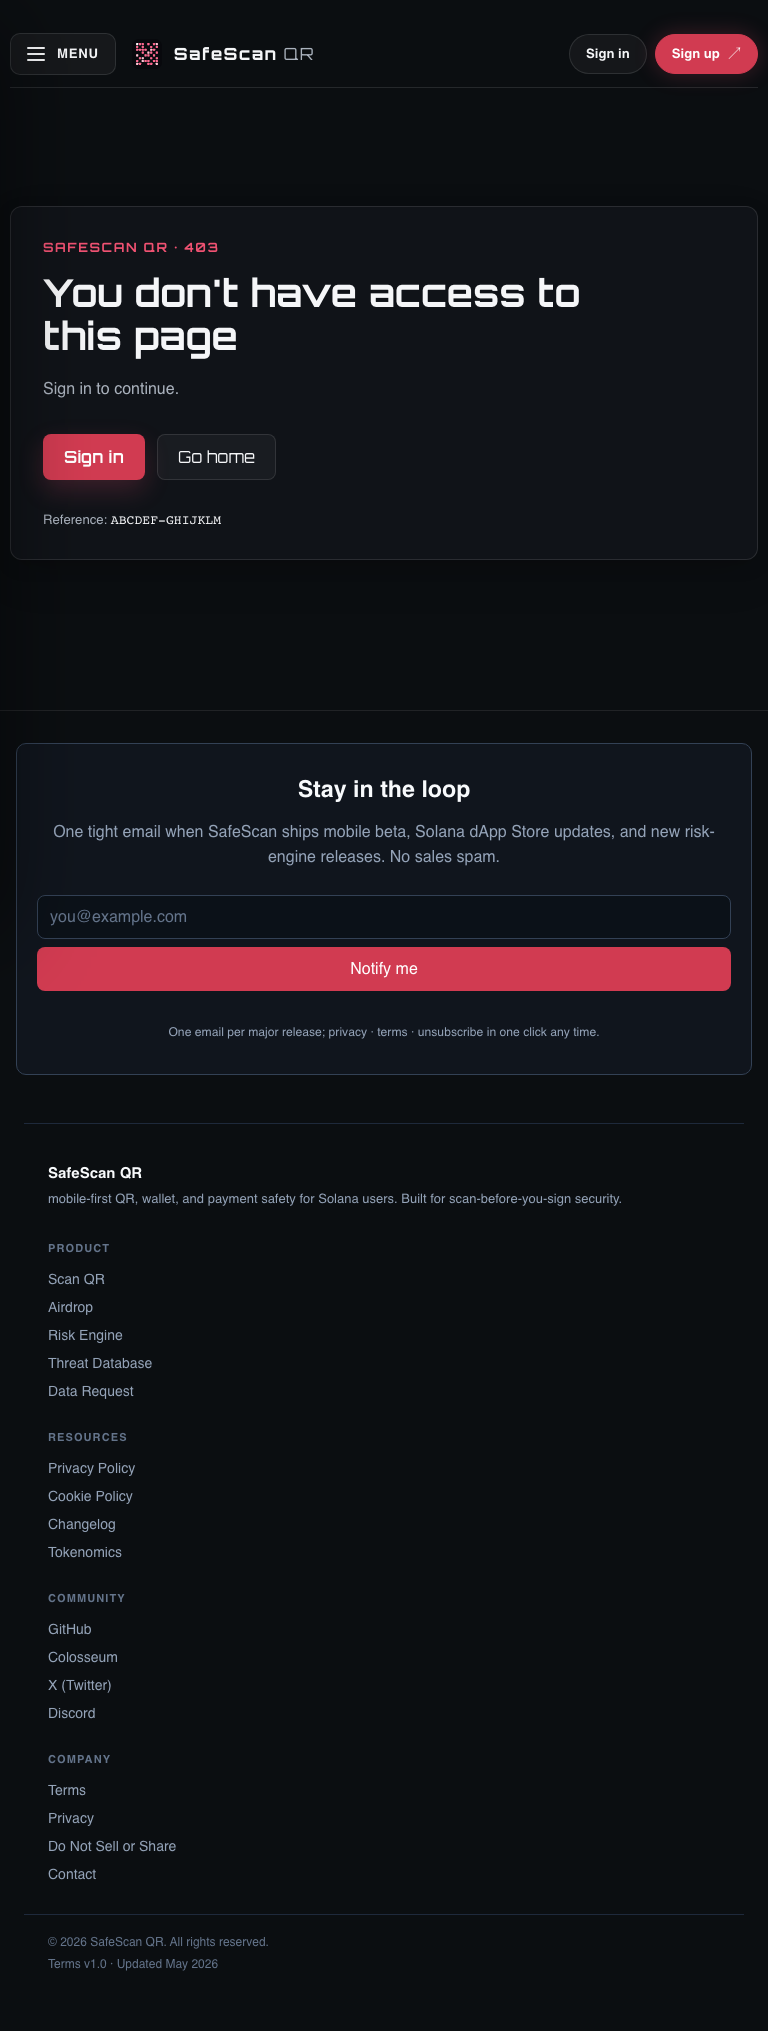 MENU
SafeScan QR
Sign in
Sign up ↗
SAFESCAN QR · 403
You don't have access to
this page
Sign in to continue.
Sign in
Go home
Reference: ABCDEF-GHIJKLM
Stay in the loop
One tight email when SafeScan ships mobile beta, Solana dApp Store updates, and new risk-
engine releases. No sales spam.
you@example.com
Notify me
One email per major release; privacy · terms · unsubscribe in one click any time.
SafeScan QR
mobile-first QR, wallet, and payment safety for Solana users. Built for scan-before-you-sign security.
PRODUCT
Scan QR
Airdrop
Risk Engine
Threat Database
Data Request
RESOURCES
Privacy Policy
Cookie Policy
Changelog
Tokenomics
COMMUNITY
GitHub
Colosseum
X (Twitter)
Discord
COMPANY
Terms
Privacy
Do Not Sell or Share
Contact
© 2026 SafeScan QR. All rights reserved.
Terms v1.0 · Updated May 2026